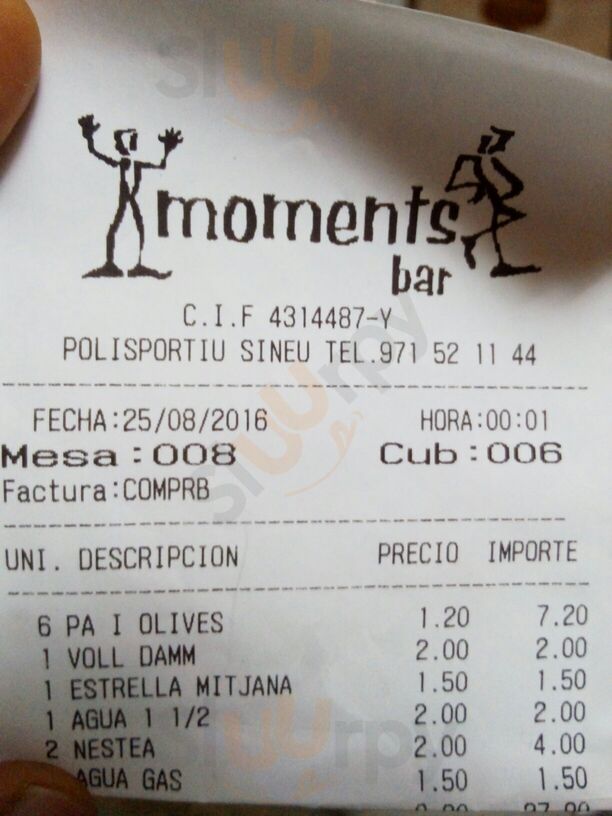 moments
bar
C.I.F 4314487-Y
POLISPORTIU SINEU TEL.971 52 11 44
FECHA:25/08/2016 HORA:00:01
Mesa:008 Cub:006
Factura:COMPRB
UNI. DESCRIPCION PRECIO IMPORTE
6 PA I OLIVES 1.20 7.20
1 VOLL DAMM 2.00 2.00
1 ESTRELLA MITJANA 1.50 1.50
1 AGUA 1 1/2 2.00 2.00
2 NESTEA 2.00 4.00
AGUA GAS 1.50 1.50
sluurpy
sluurpy
sluurpy